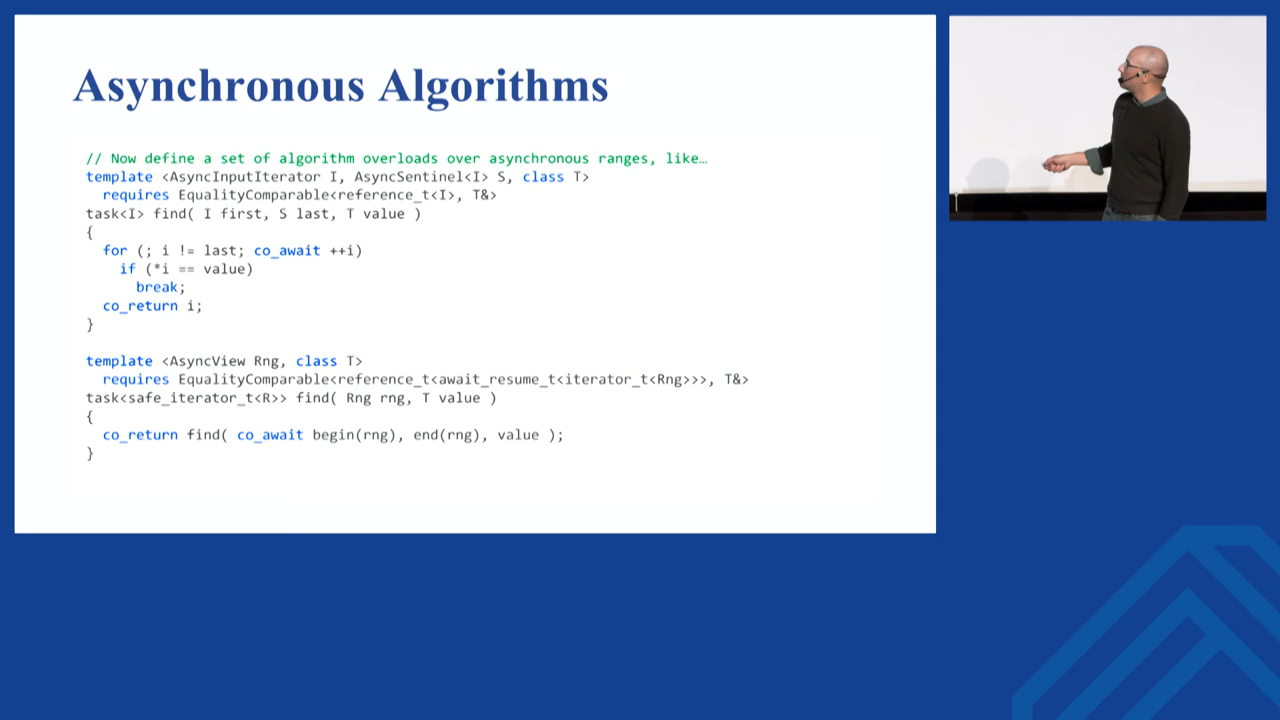 Asynchronous Algorithms
// Now define a set of algorithm overloads over asynchronous ranges, like…
template <AsyncInputIterator I, AsyncSentinel<I> S, class T>
  requires EqualityComparable<reference_t<I>, T&>
task<I> find( I first, S last, T value )
{
  for (; i != last; co_await ++i)
    if (*i == value)
      break;
  co_return i;
}
template <AsyncView Rng, class T>
  requires EqualityComparable<reference_t<await_resume_t<iterator_t<Rng>>>, T&>
task<safe_iterator_t<R>> find( Rng rng, T value )
{
  co_return find( co_await begin(rng), end(rng), value );
}